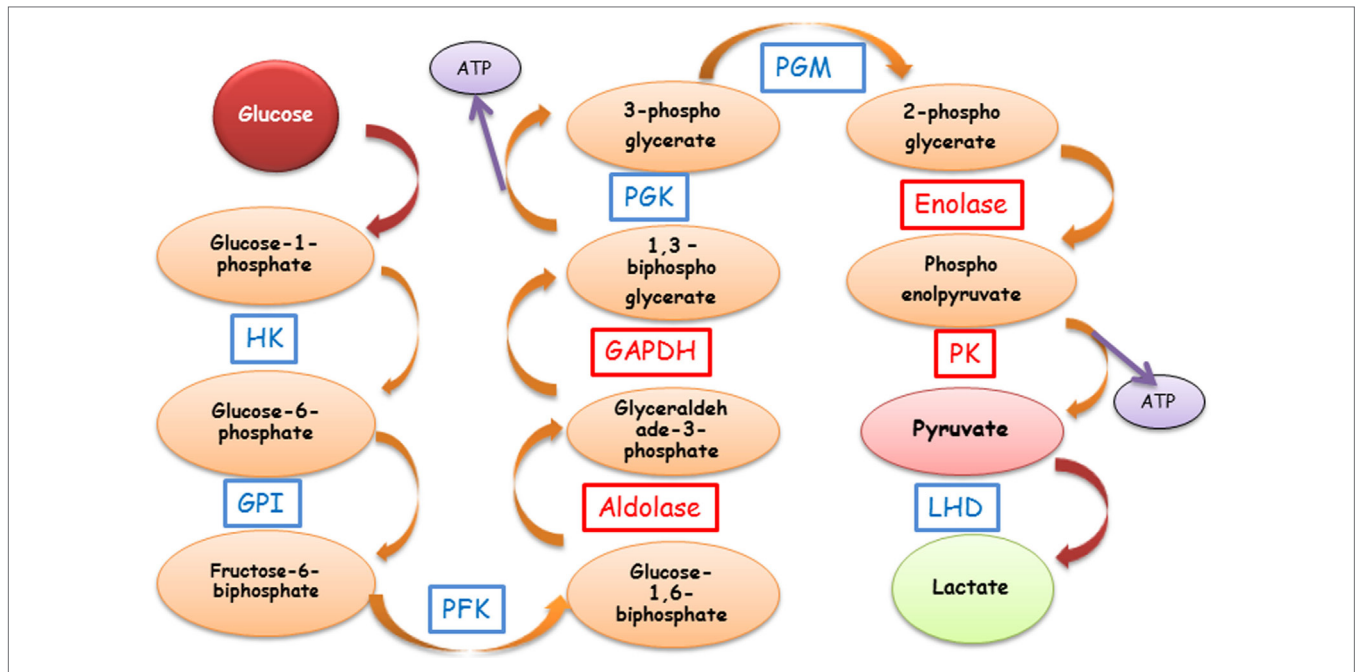 Glucose
Glucose-1-
phosphate
HK
Glucose-6-
phosphate
GPI
Fructose-6-
biphosphate
PFK
Glucose-
1,6-
biphosphate
Aldolase
Glyceraldeh
ade-3-
phosphate
GAPDH
1,3 -
biphospho
glycerate
PGK
ATP
3-phospho
glycerate
PGM
2-phospho
glycerate
Enolase
Phospho
enolpyruvate
PK
ATP
Pyruvate
LHD
Lactate